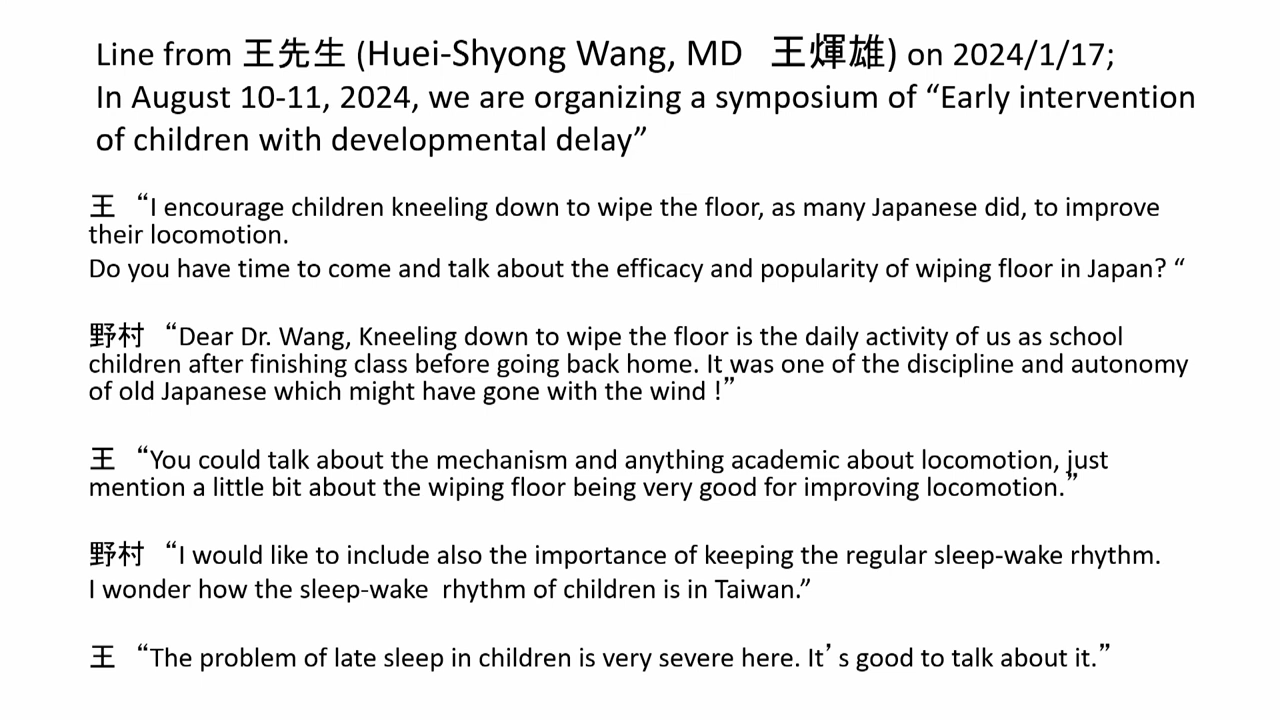 Line from 王先生 (Huei-Shyong Wang, MD 王煇雄) on 2024/1/17;
In August 10-11, 2024, we are organizing a symposium of “Early intervention
of children with developmental delay”
王 “I encourage children kneeling down to wipe the floor, as many Japanese did, to improve
their locomotion.
Do you have time to come and talk about the efficacy and popularity of wiping floor in Japan? “
野村 “Dear Dr. Wang, Kneeling down to wipe the floor is the daily activity of us as school
children after finishing class before going back home. It was one of the discipline and autonomy
of old Japanese which might have gone with the wind !”
王 “You could talk about the mechanism and anything academic about locomotion, just
mention a little bit about the wiping floor being very good for improving locomotion.”
野村 “I would like to include also the importance of keeping the regular sleep-wake rhythm.
I wonder how the sleep-wake rhythm of children is in Taiwan.”
王 “The problem of late sleep in children is very severe here. It’s good to talk about it.”